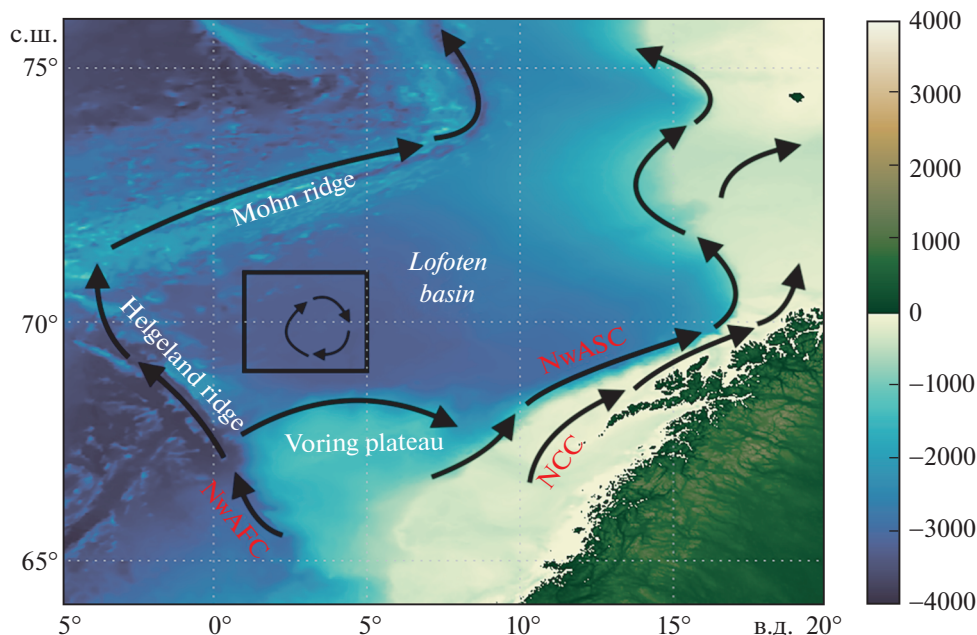 с.ш.
75°
70°
65°
5°
0°
5°
10°
15°
в.д.
20°
Mohn ridge
Lofoten
basin
Helgeland ridge
NwASC
Voring plateau
NCC
NwAFC
4000
3000
2000
1000
0
−1000
−2000
−3000
−4000